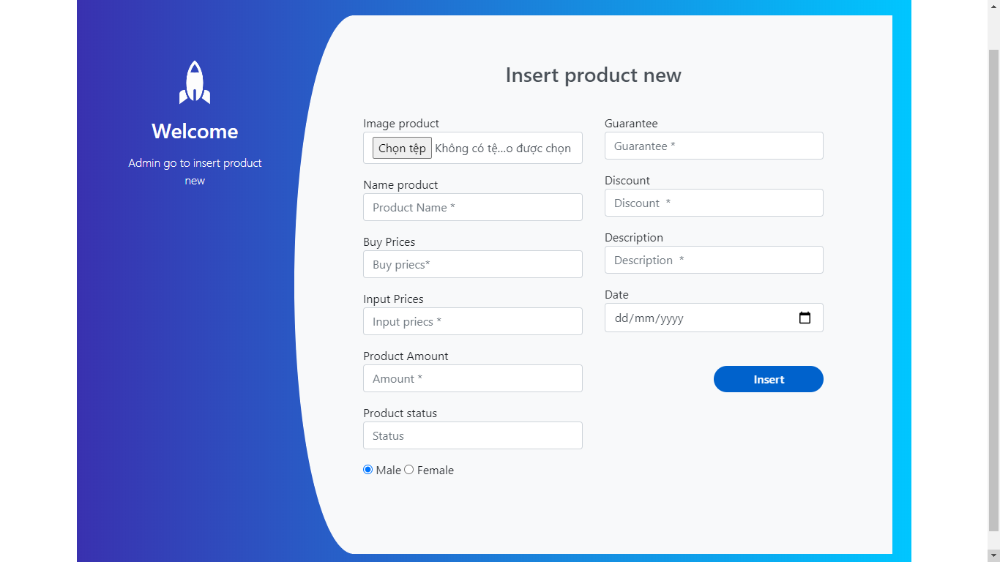 Welcome
Admin go to insert product
new
Insert product new
Image product
Chọn tệp Không có tệ...o được chọn
Name product
Product Name *
Buy Prices
Buy priecs*
Input Prices
Input priecs *
Product Amount
Amount *
Product status
Status
Male Female
Guarantee
Guarantee *
Discount
Discount  *
Description
Description  *
Date
dd/mm/yyyy
Insert